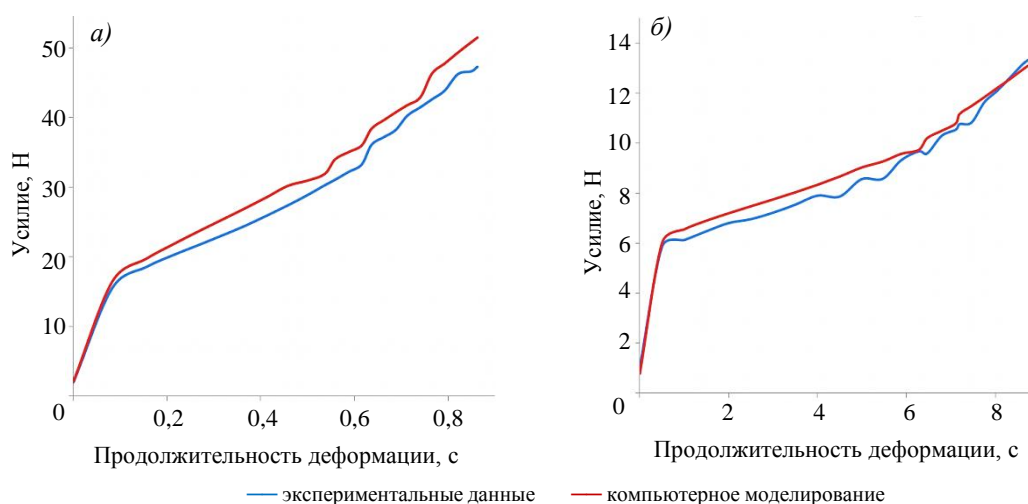 а)
Усилие, Н
50
40
30
20
10
0
0,2
0,4
0,6
0,8
Продолжительность деформации, с
б)
Усилие, Н
14
12
10
8
6
4
2
0
2
4
6
8
Продолжительность деформации, с
экспериментальные данные
компьютерное моделирование